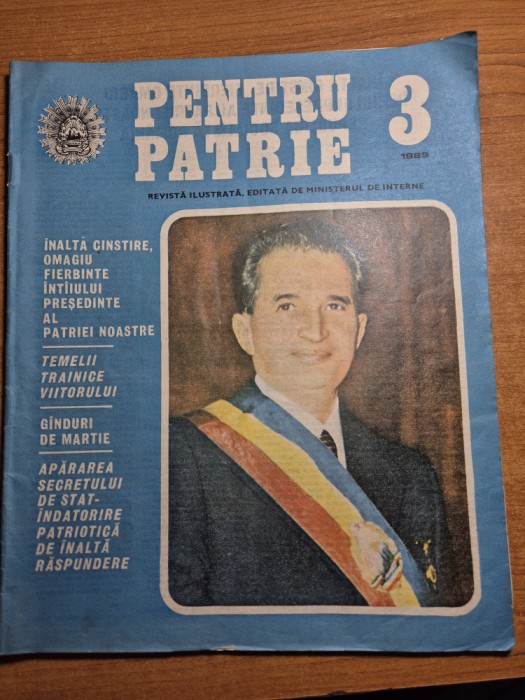 PENTRU
PATRIE
3
1989
REVISTĂ ILUSTRATĂ, EDITATĂ DE MINISTERUL DE INTERNE
ÎNALTĂ CINSTIRE,
OMAGIU
FIERBINTE
ÎNTÎIULUI
PREȘEDINTE
AL
PATRIEI NOASTRE
TEMELII
TRAINICE
VIITORULUI
GÎNDURI
DE MARTIE
APĂRAREA
SECRETULUI
DE STAT-
ÎNDATORIRE
PATRIOTICĂ
DE ÎNALTĂ
RĂSPUNDERE